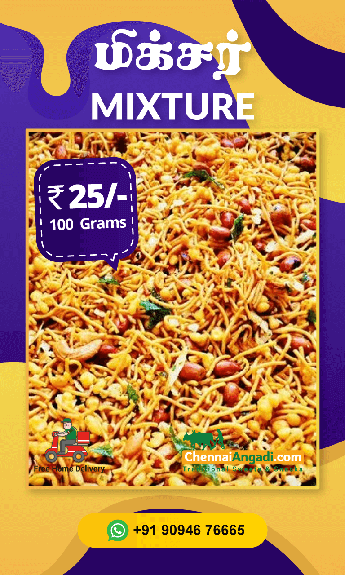 மிக்சர்
MIXTURE
₹ 25/-
100 Grams
Free Home Delivery
ChennaiAngadi.com
+91 90946 76665